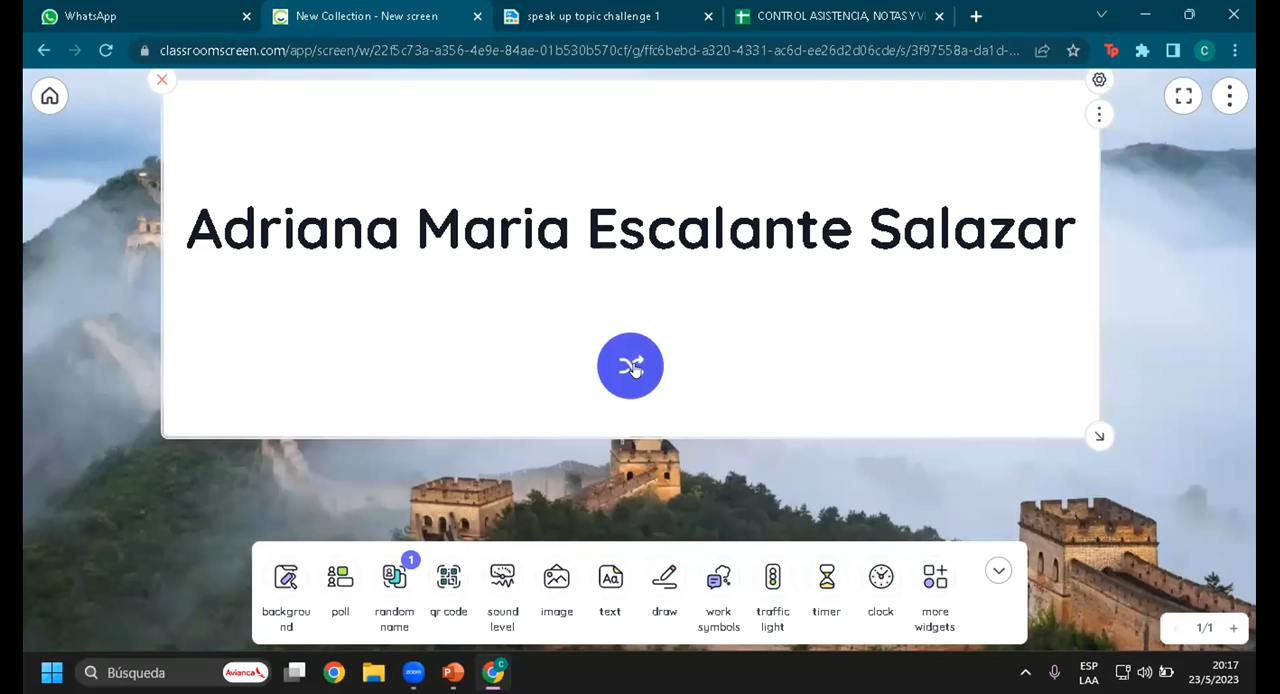 WhatsApp
New Collection - New screen
speak up topic challenge 1
CONTROL ASISTENCIA, NOTAS Y V
classroomscreen.com/app/screen/w/22f5c73a-a356-4e9e-84ae-01b530b570cf/g/ffc6bebd-a320-4331-ac6d-ee26d2d06cde/s/3f97558a-da1d-...
Tp
C
Adriana Maria Escalante Salazar
1
backgrou
nd
poll
random
name
qr code
sound
level
image
text
draw
work
symbols
traffic
light
timer
clock
more
widgets
1/1
Búsqueda
Avianca
zoom
ESP
LAA
20:17
23/5/2023